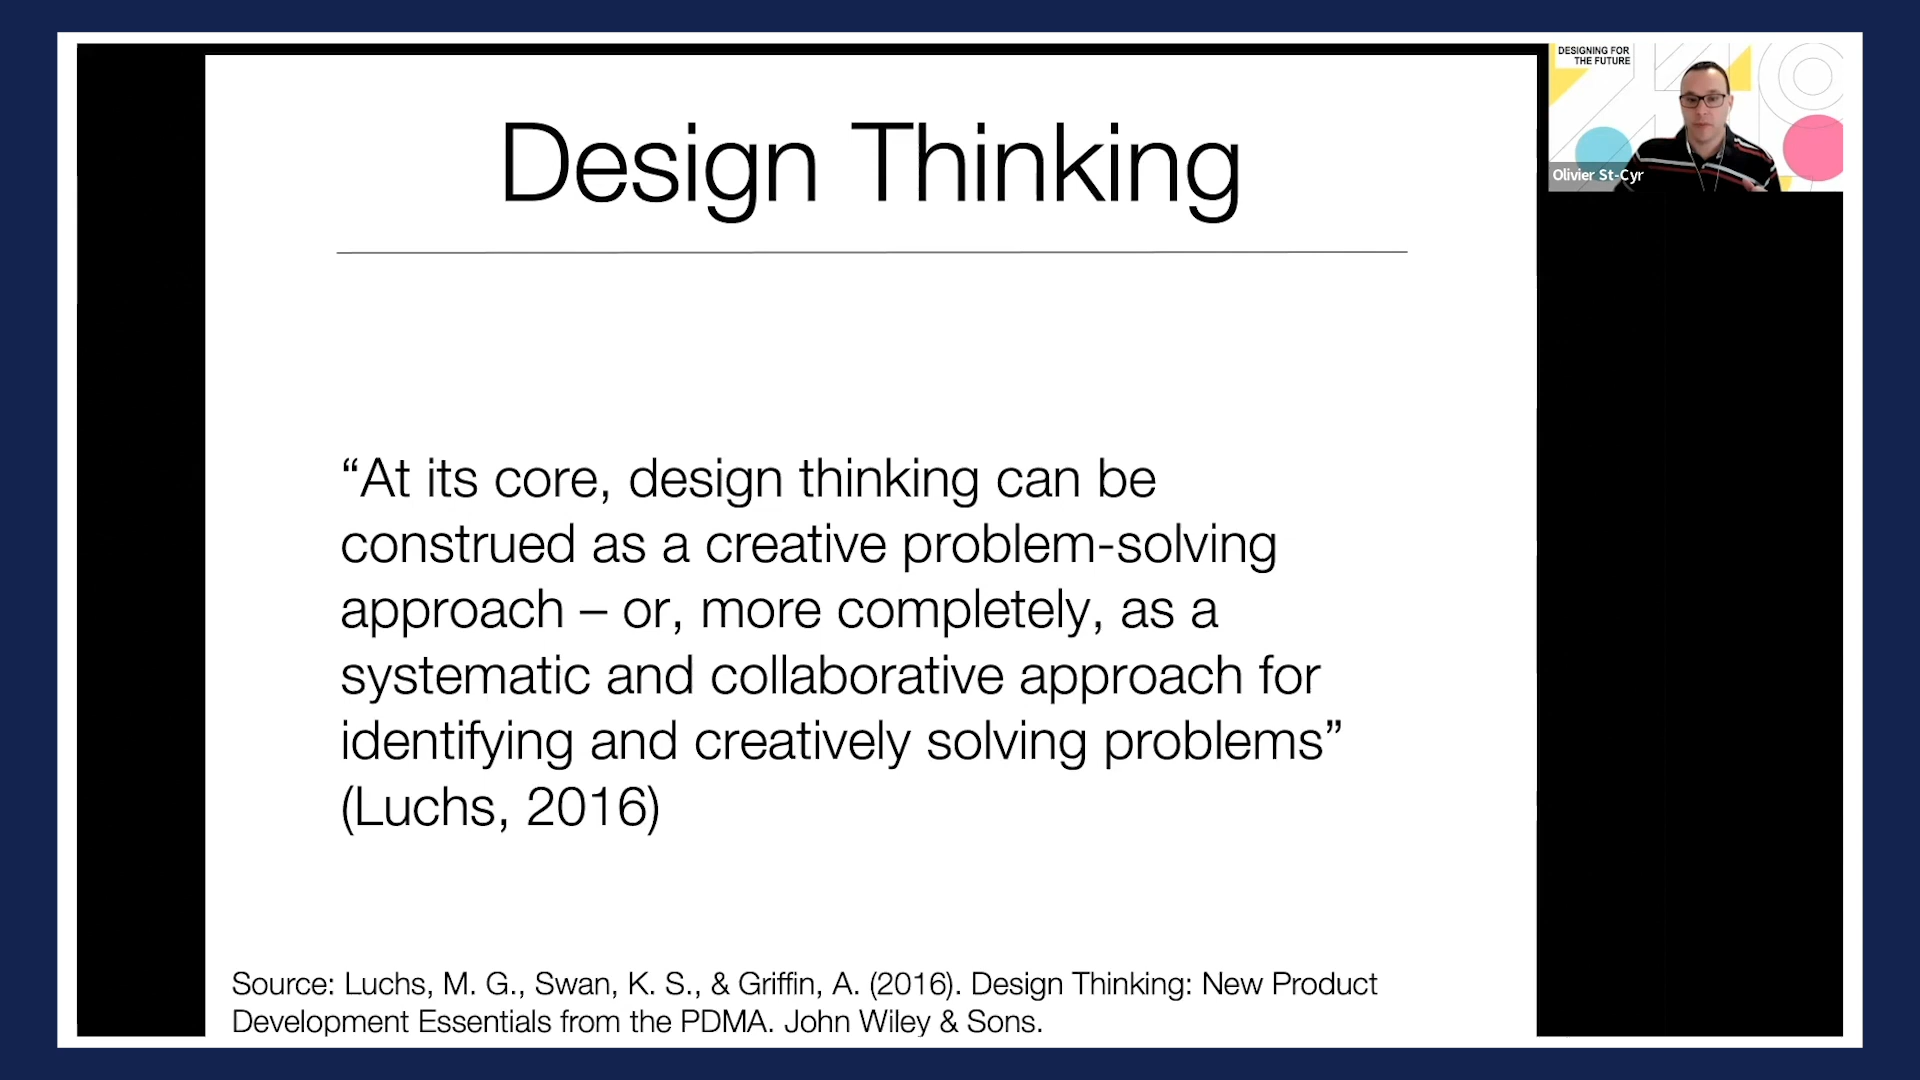 Design Thinking
“At its core, design thinking can be
construed as a creative problem-solving
approach – or, more completely, as a
systematic and collaborative approach for
identifying and creatively solving problems”
(Luchs, 2016)
Source: Luchs, M. G., Swan, K. S., & Griffin, A. (2016). Design Thinking: New Product
Development Essentials from the PDMA. John Wiley & Sons.
DESIGNING FOR
THE FUTURE
Olivier St-Cyr